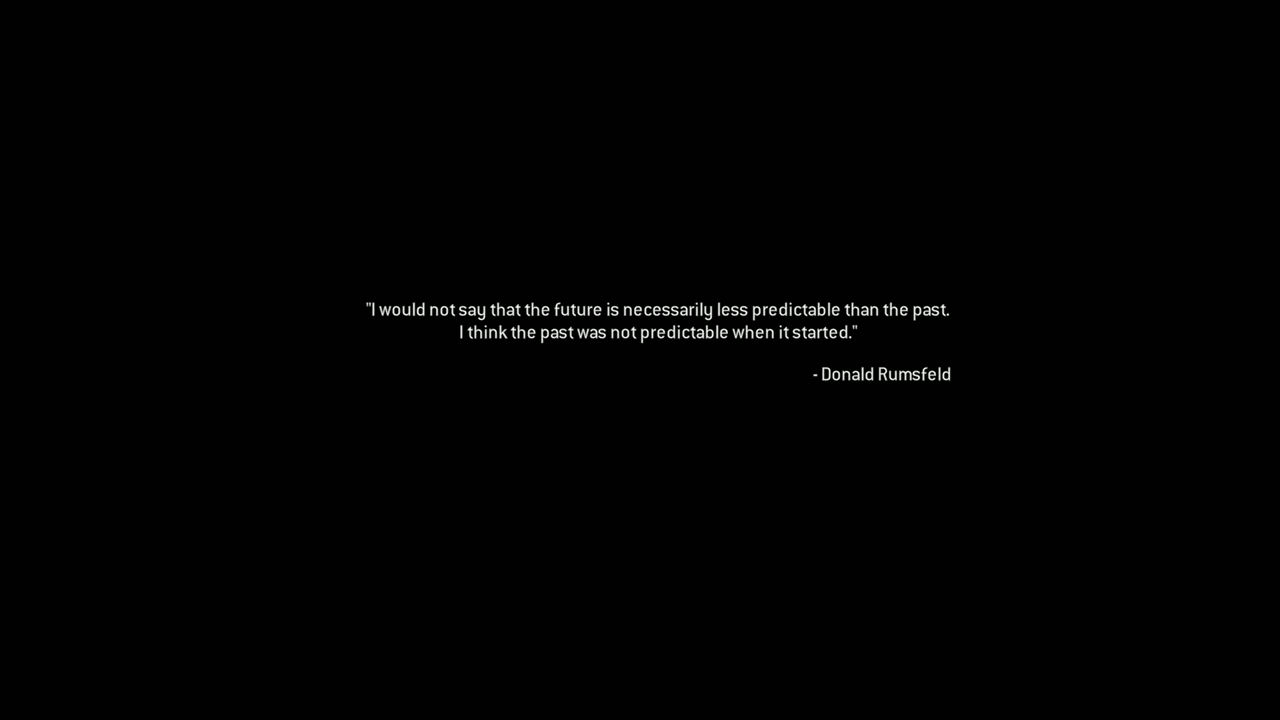 "I would not say that the future is necessarily less predictable than the past.
I think the past was not predictable when it started."
- Donald Rumsfeld